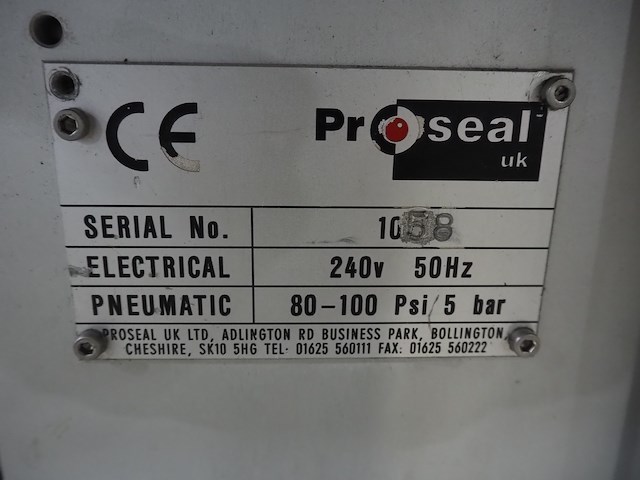 CE
Proseal
uk
SERIAL No. 10
ELECTRICAL 240v 50Hz
PNEUMATIC 80-100 Psi/5 bar
PROSEAL UK LTD, ADLINGTON RD BUSINESS PARK, BOLLINGTON,
CHESHIRE, SK10 5HG TEL: 01625 560111 FAX: 01625 560222